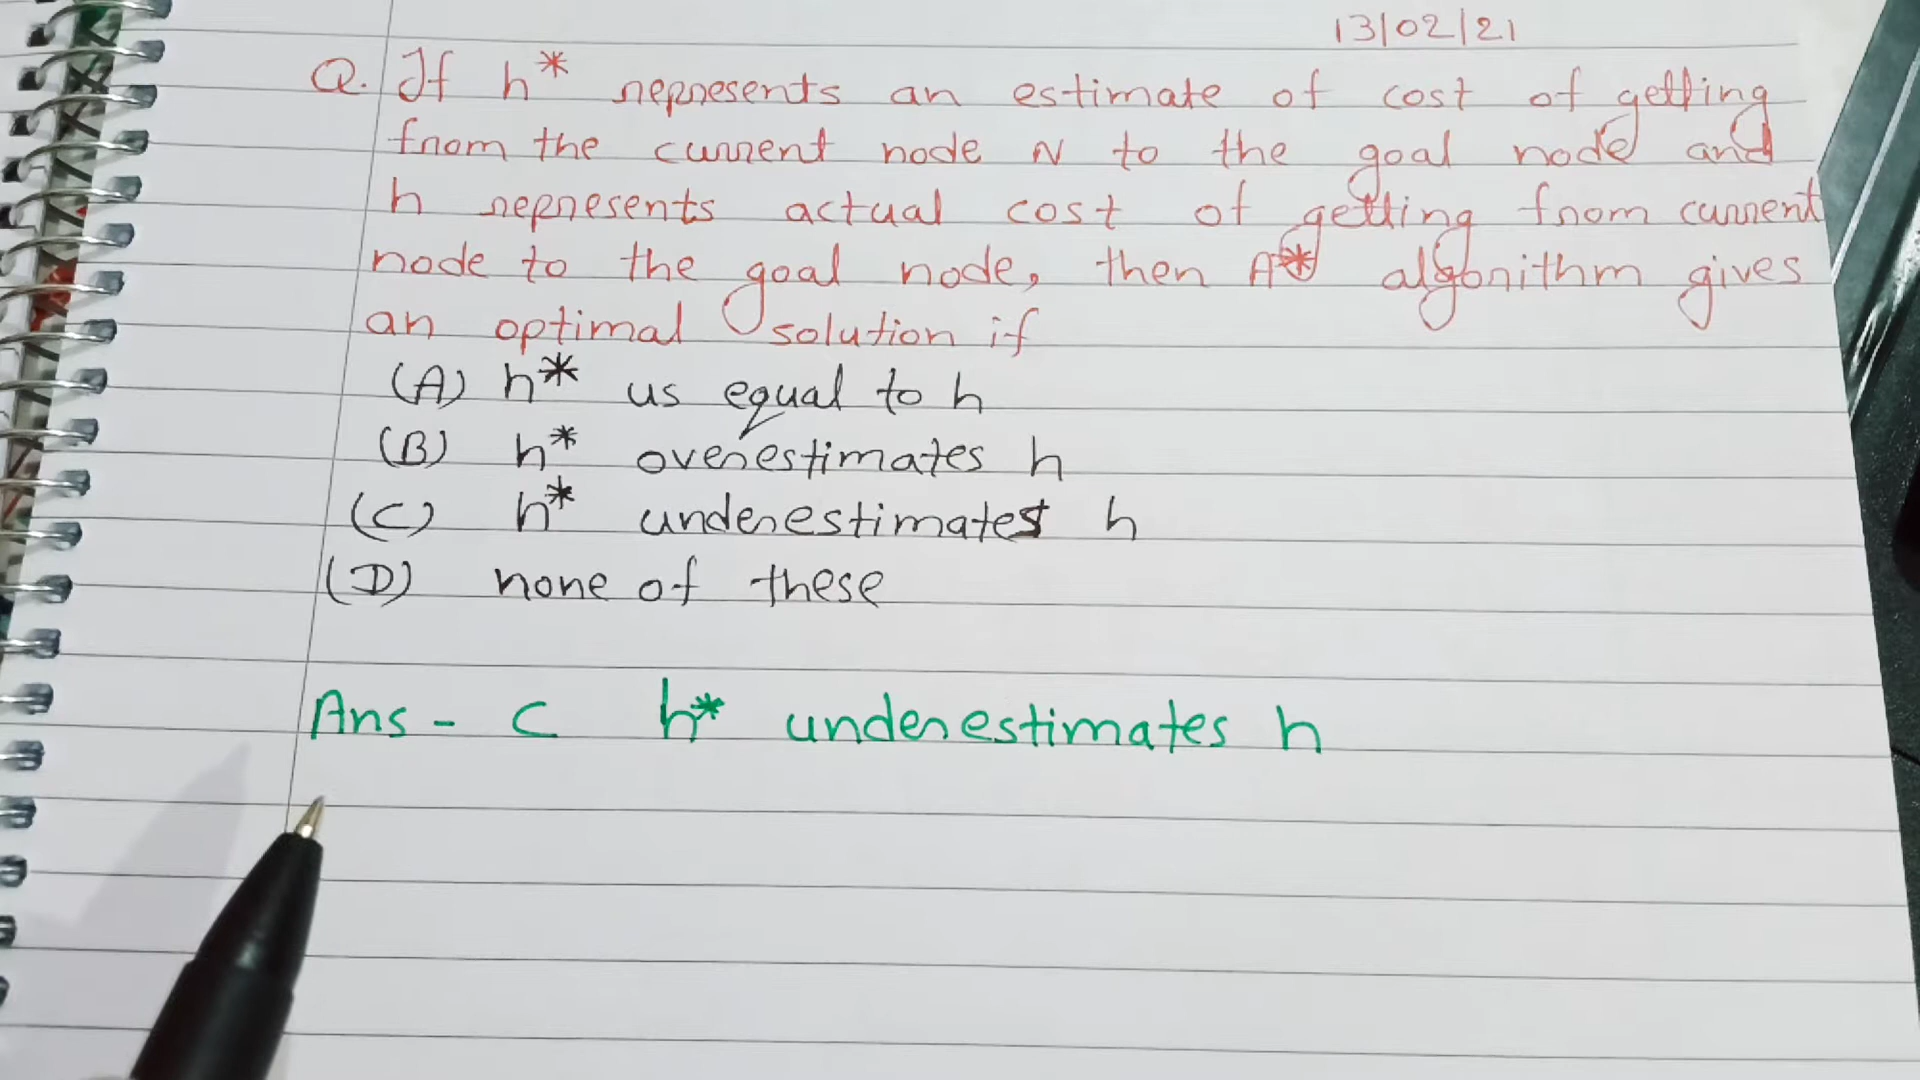 13/02/21
Q. If h* represents an estimate of cost of getting
from the current node N to the goal node and
h represents actual cost of getting from current
node to the goal node, then A* algorithm gives
an optimal solution if
(A) h* us equal to h
(B) h* overestimates h
(C) h* underestimates h
(D) none of these
Ans - C h* underestimates h